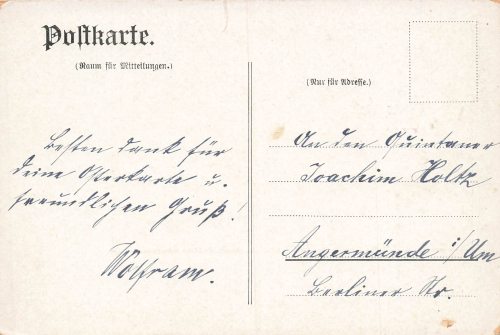 Postkarte.
(Raum für Mitteilungen.)
Besten dank für
deine Osterkarte u.
freundlichen Gruß!
Wolfram.
(Nur für Adresse.)
An den Quintaner
Joachim Holtz
Angermünde i/Um
Berliner Str.